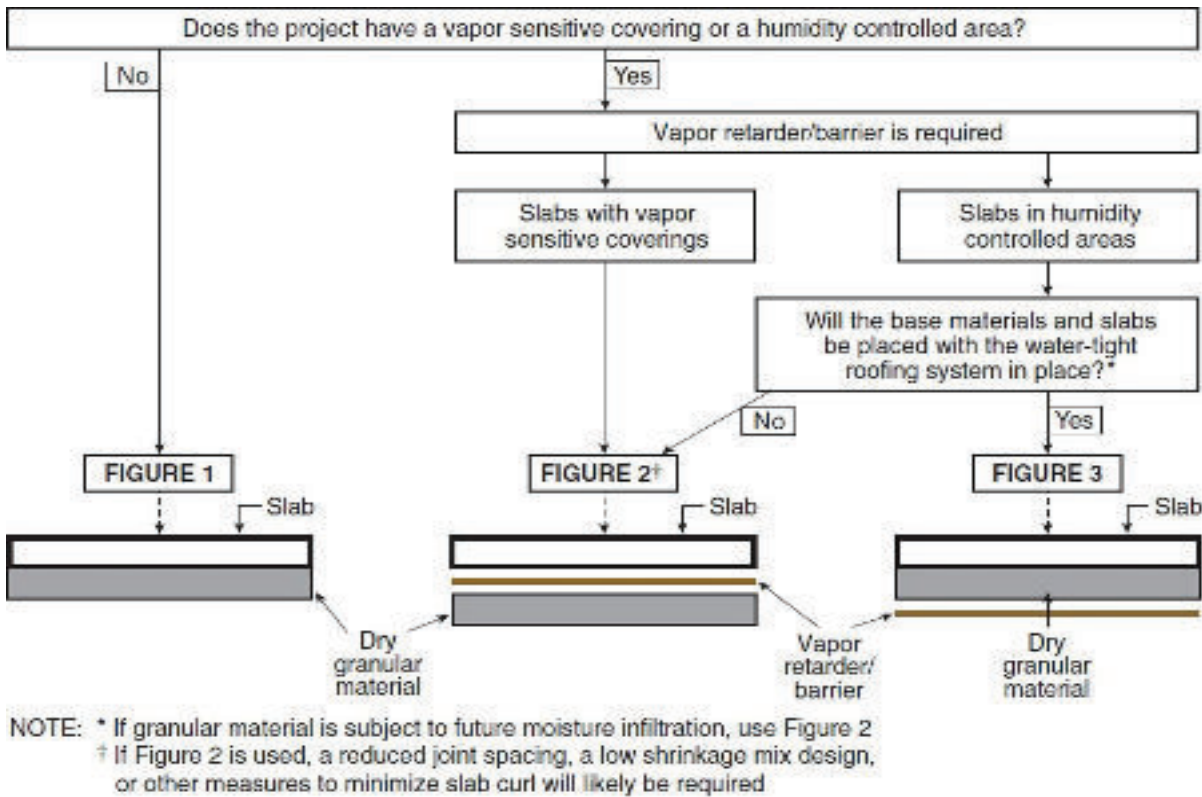 Does the project have a vapor sensitive covering or a humidity controlled area?
No
Yes
Vapor retarder/barrier is required
Slabs with vapor
sensitive coverings
Slabs in humidity
controlled areas
Will the base materials and slabs
be placed with the water-tight
roofing system in place?*
No
Yes
FIGURE 1
FIGURE 2†
FIGURE 3
Slab
Slab
Slab
Dry
granular
material
Vapor
retarder/
barrier
Dry
granular
material
NOTE: * If granular material is subject to future moisture infiltration, use Figure 2
† If Figure 2 is used, a reduced joint spacing, a low shrinkage mix design,
or other measures to minimize slab curl will likely be required